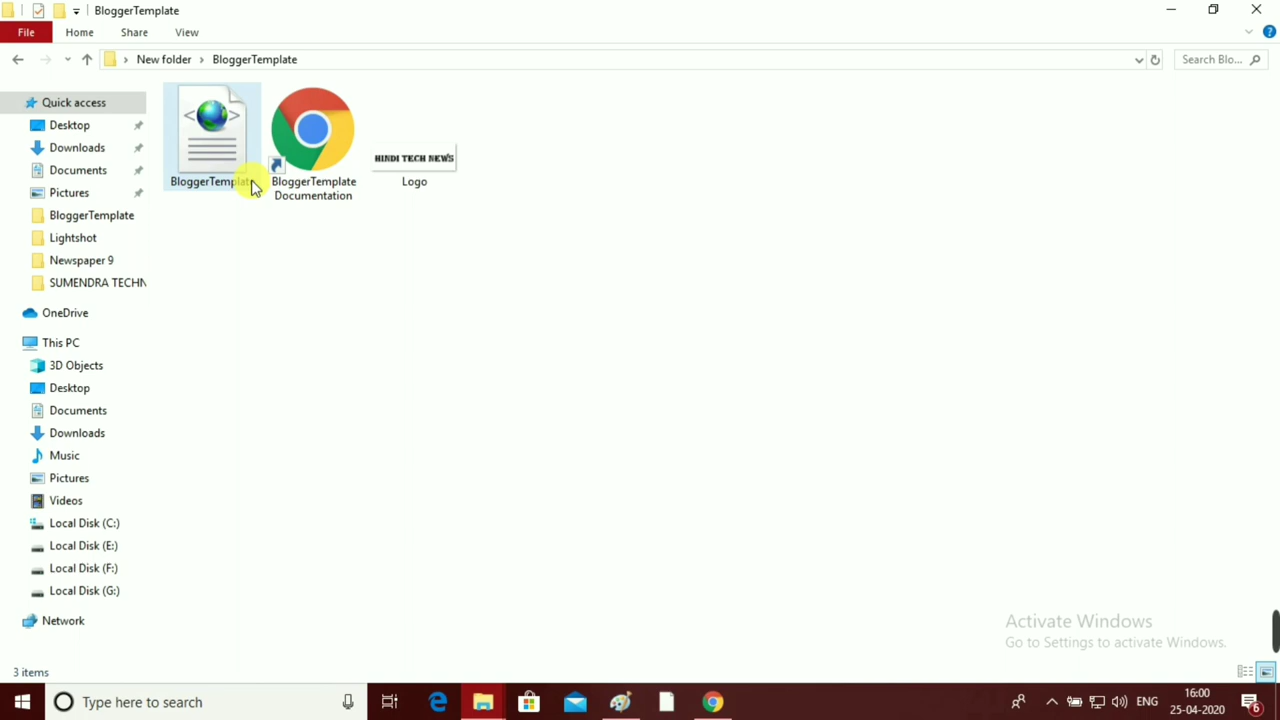 BloggerTemplate
File Home Share View
New folder BloggerTemplate Search Blo...
Quick access
Desktop
Downloads
Documents
Pictures
BloggerTemplate
Lightshot
Newspaper 9
SUMENDRA TECHN
OneDrive
This PC
3D Objects
Desktop
Documents
Downloads
Music
Pictures
Videos
Local Disk (C:)
Local Disk (E:)
Local Disk (F:)
Local Disk (G:)
Network
BloggerTemplate
BloggerTemplate
Documentation
HINDI TECH NEWS
Logo
Activate Windows
Go to Settings to activate Windows.
3 items
Type here to search
ENG
16:00
25-04-2020
6